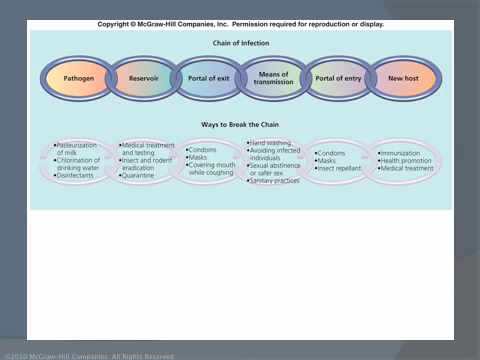 Copyright © McGraw-Hill Companies, Inc. Permission required for reproduction or display.
Chain of Infection
Pathogen
Reservoir
Portal of exit
Means of
transmission
Portal of entry
New host
Ways to Break the Chain
•Pasteurization
of milk
•Chlorination of
drinking water
•Disinfectants
•Medical treatment
and testing
•Insect and rodent
eradication
•Quarantine
•Condoms
•Masks
•Covering mouth
while coughing
•Hand washing
•Avoiding infected
individuals
•Sexual abstinence
or safer sex
•Sanitary practices
•Condoms
•Masks
•Insect repellant
•Immunization
•Health promotion
•Medical treatment
©2010 McGraw-Hill Companies. All Rights Reserved.